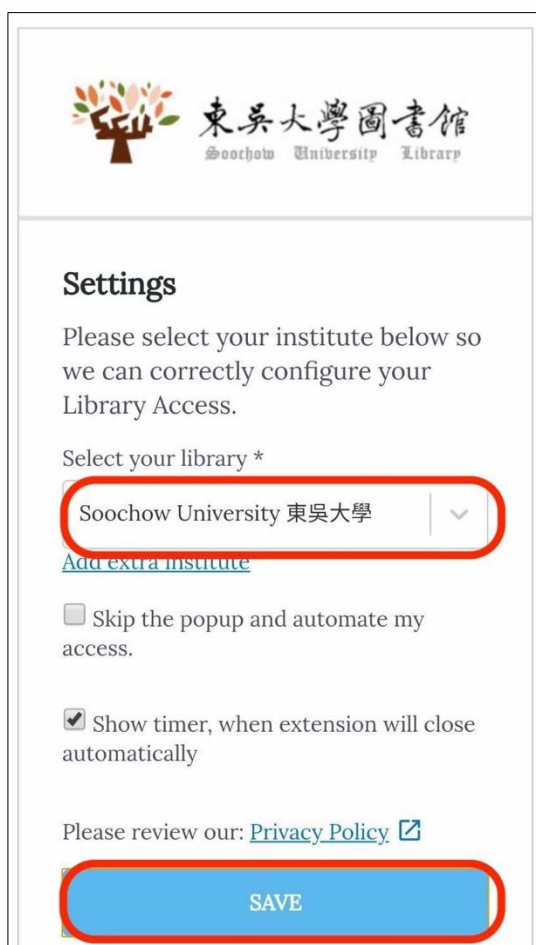 東吳大學圖書館
Soochow University Library
Settings
Please select your institute below so
we can correctly configure your
Library Access.
Select your library *
Soochow University 東吳大學
Add extra institute
Skip the popup and automate my
access.
Show timer, when extension will close
automatically
Please review our: Privacy Policy
SAVE